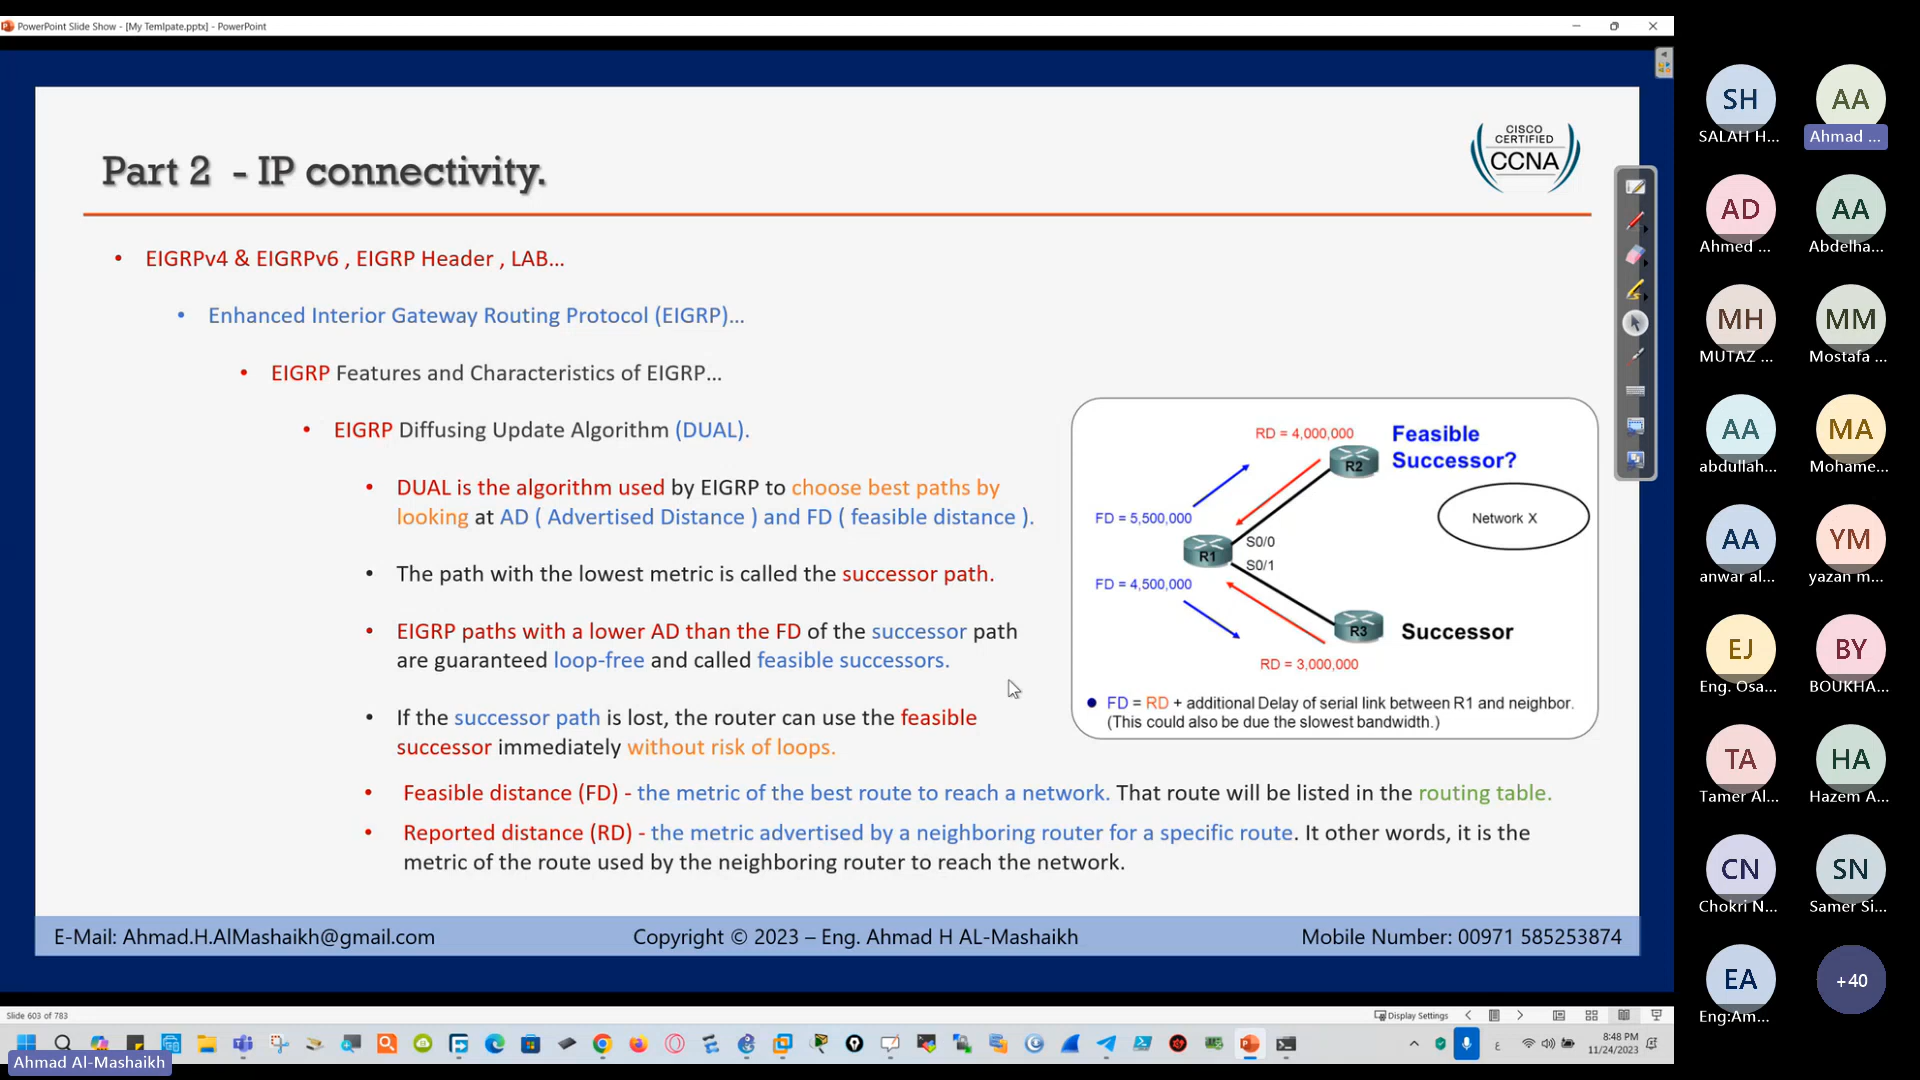 PowerPoint Slide Show - [My Temlpate.pptx] - PowerPoint
Part 2 - IP connectivity.
CISCO
CERTIFIED
CCNA
• EIGRPv4 & EIGRPv6 , EIGRP Header , LAB...
• Enhanced Interior Gateway Routing Protocol (EIGRP)...
• EIGRP Features and Characteristics of EIGRP...
• EIGRP Diffusing Update Algorithm (DUAL).
• DUAL is the algorithm used by EIGRP to choose best paths by
looking at AD ( Advertised Distance ) and FD ( feasible distance ).
• The path with the lowest metric is called the successor path.
• EIGRP paths with a lower AD than the FD of the successor path
are guaranteed loop-free and called feasible successors.
• If the successor path is lost, the router can use the feasible
successor immediately without risk of loops.
• Feasible distance (FD) - the metric of the best route to reach a network. That route will be listed in the routing table.
• Reported distance (RD) - the metric advertised by a neighboring router for a specific route. It other words, it is the
metric of the route used by the neighboring router to reach the network.
RD = 4,000,000
Feasible
Successor?
R2
Network X
FD = 5,500,000
S0/0
R1
S0/1
FD = 4,500,000
R3
Successor
RD = 3,000,000
• FD = RD + additional Delay of serial link between R1 and neighbor.
(This could also be due the slowest bandwidth.)
E-Mail: Ahmad.H.AlMashaikh@gmail.com
Copyright © 2023 – Eng. Ahmad H AL-Mashaikh
Mobile Number: 00971 585253874
Slide 603 of 783
Display Settings
8:48 PM
11/24/2023
ع
Ahmad Al-Mashaikh
SH
SALAH H...
AA
Ahmad ...
AD
Ahmed ...
AA
Abdelha...
MH
MUTAZ ...
MM
Mostafa ...
AA
abdullah...
MA
Mohame...
AA
anwar al...
YM
yazan m...
EJ
Eng. Osa...
BY
BOUKHA...
TA
Tamer Al...
HA
Hazem A...
CN
Chokri N...
SN
Samer Si...
EA
Eng:Am...
+40